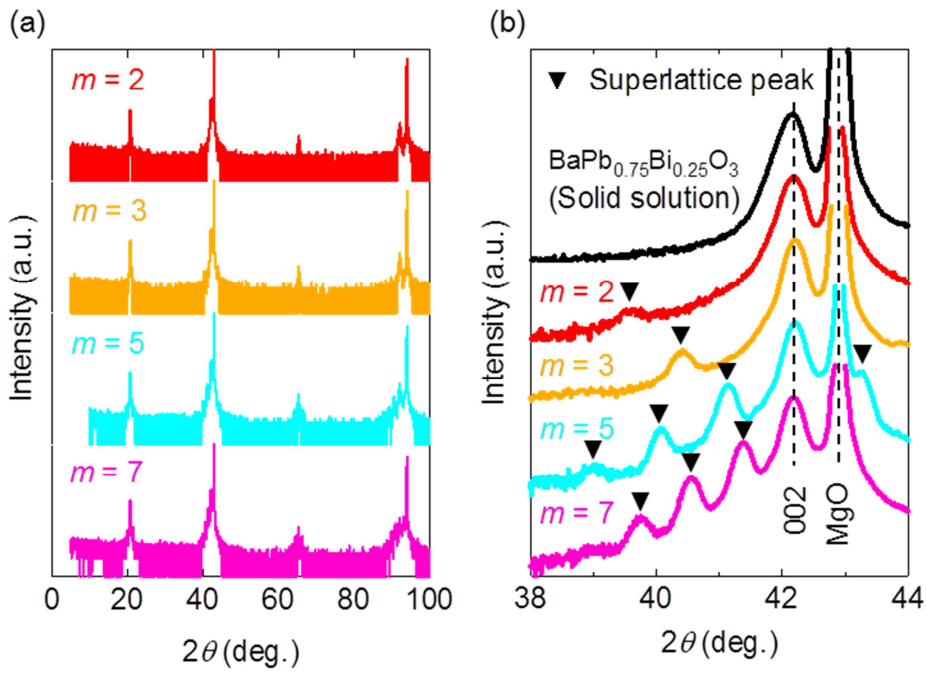 (a)
m = 2
m = 3
m = 5
m = 7
Intensity (a.u.)
0 20 40 60 80 100
2θ (deg.)
(b)
▼ Superlattice peak
BaPb0.75Bi0.25O3
(Solid solution)
m = 2
m = 3
m = 5
m = 7
002
MgO
Intensity (a.u.)
38 40 42 44
2θ (deg.)